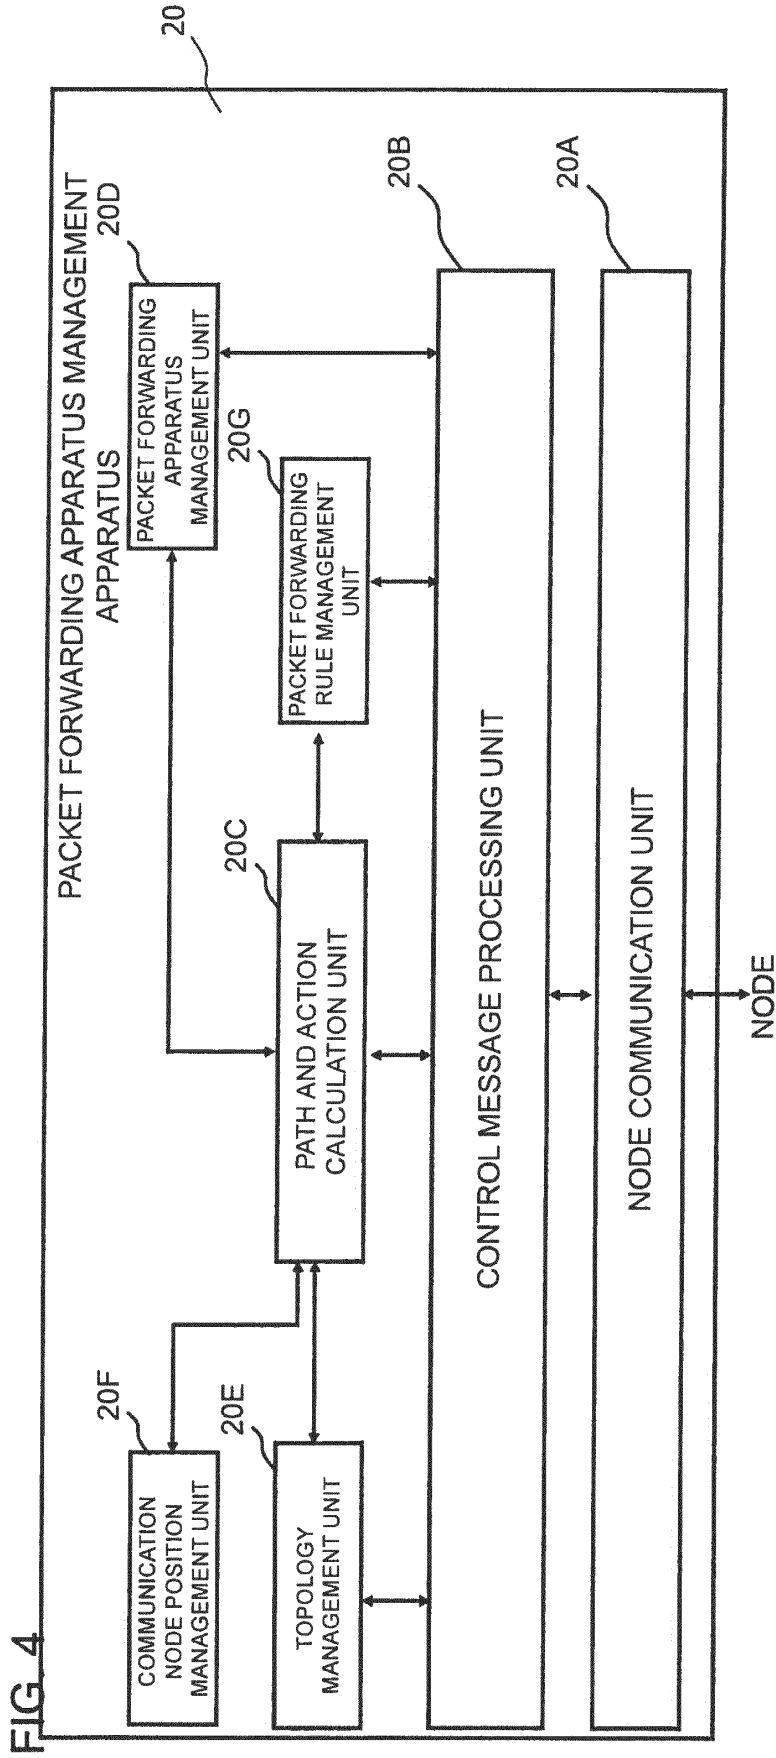 FIG. 4
PACKET FORWARDING APPARATUS MANAGEMENT
APPARATUS
20
20F
COMMUNICATION
NODE POSITION
MANAGEMENT UNIT
20D
PACKET FORWARDING
APPARATUS
MANAGEMENT UNIT
20E
TOPOLOGY
MANAGEMENT UNIT
20C
PATH AND ACTION
CALCULATION UNIT
20G
PACKET FORWARDING
RULE MANAGEMENT
UNIT
20B
CONTROL MESSAGE PROCESSING UNIT
20A
NODE COMMUNICATION UNIT
NODE